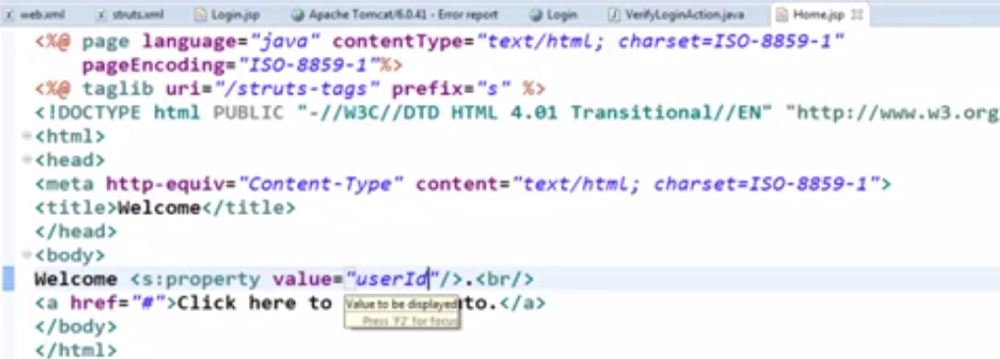 web.xml struts.xml Login.jsp Apache Tomcat/6.0.41 - Error report Login VerifyLoginAction.java Home.jsp
<%@ page language="java" contentType="text/html; charset=ISO-8859-1"
pageEncoding="ISO-8859-1"%>
<%@ taglib uri="/struts-tags" prefix="s" %>
<!DOCTYPE html PUBLIC "-//W3C//DTD HTML 4.01 Transitional//EN" "http://www.w3.org
<html>
<head>
<meta http-equiv="Content-Type" content="text/html; charset=ISO-8859-1">
<title>Welcome</title>
</head>
<body>
Welcome <s:property value="userId"/>.<br/>
<a href="#">Click here to to.</a>
Value to be displayed
Press 'F2' for focus
</body>
</html>